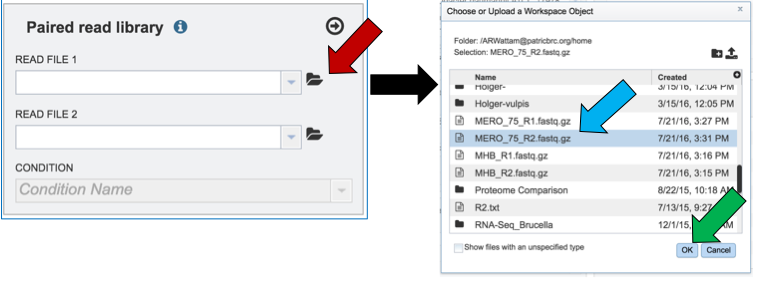 Paired read library
READ FILE 1
READ FILE 2
CONDITION
Condition Name
Choose or Upload a Workspace Object
x
Folder: /ARWattam@patricbrc.org/home
Selection: MERO_75_R2.fastq.gz
Name Created
Holger- 3/15/16, 12:04 PM
Holger-vulpis 3/15/16, 12:05 PM
MERO_75_R1.fastq.gz 7/21/16, 3:27 PM
MERO_75_R2.fastq.gz 7/21/16, 3:31 PM
MHB_R1.fastq.gz 7/21/16, 3:16 PM
MHB_R2.fastq.gz 7/21/16, 3:15 PM
Proteome Comparison 8/22/15, 10:18 AM
R2.txt 7/13/15, 9:27
RNA-Seq_Brucella 12/1/15,
Show files with an unspecified type
OK Cancel